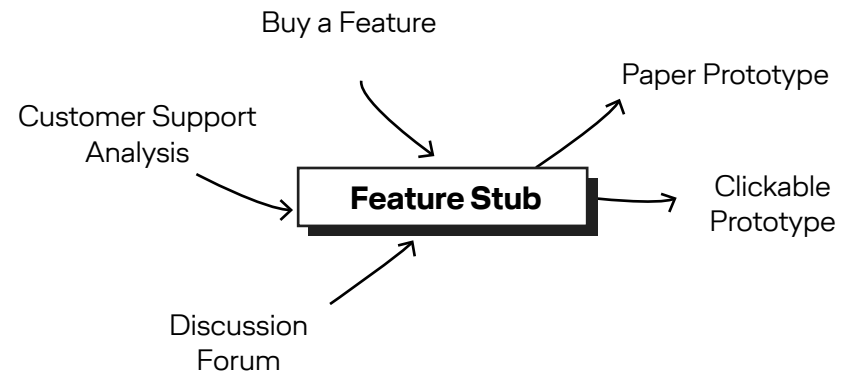 Buy a Feature
Paper Prototype
Customer Support
Analysis
Clickable
Prototype
Feature Stub
Discussion
Forum